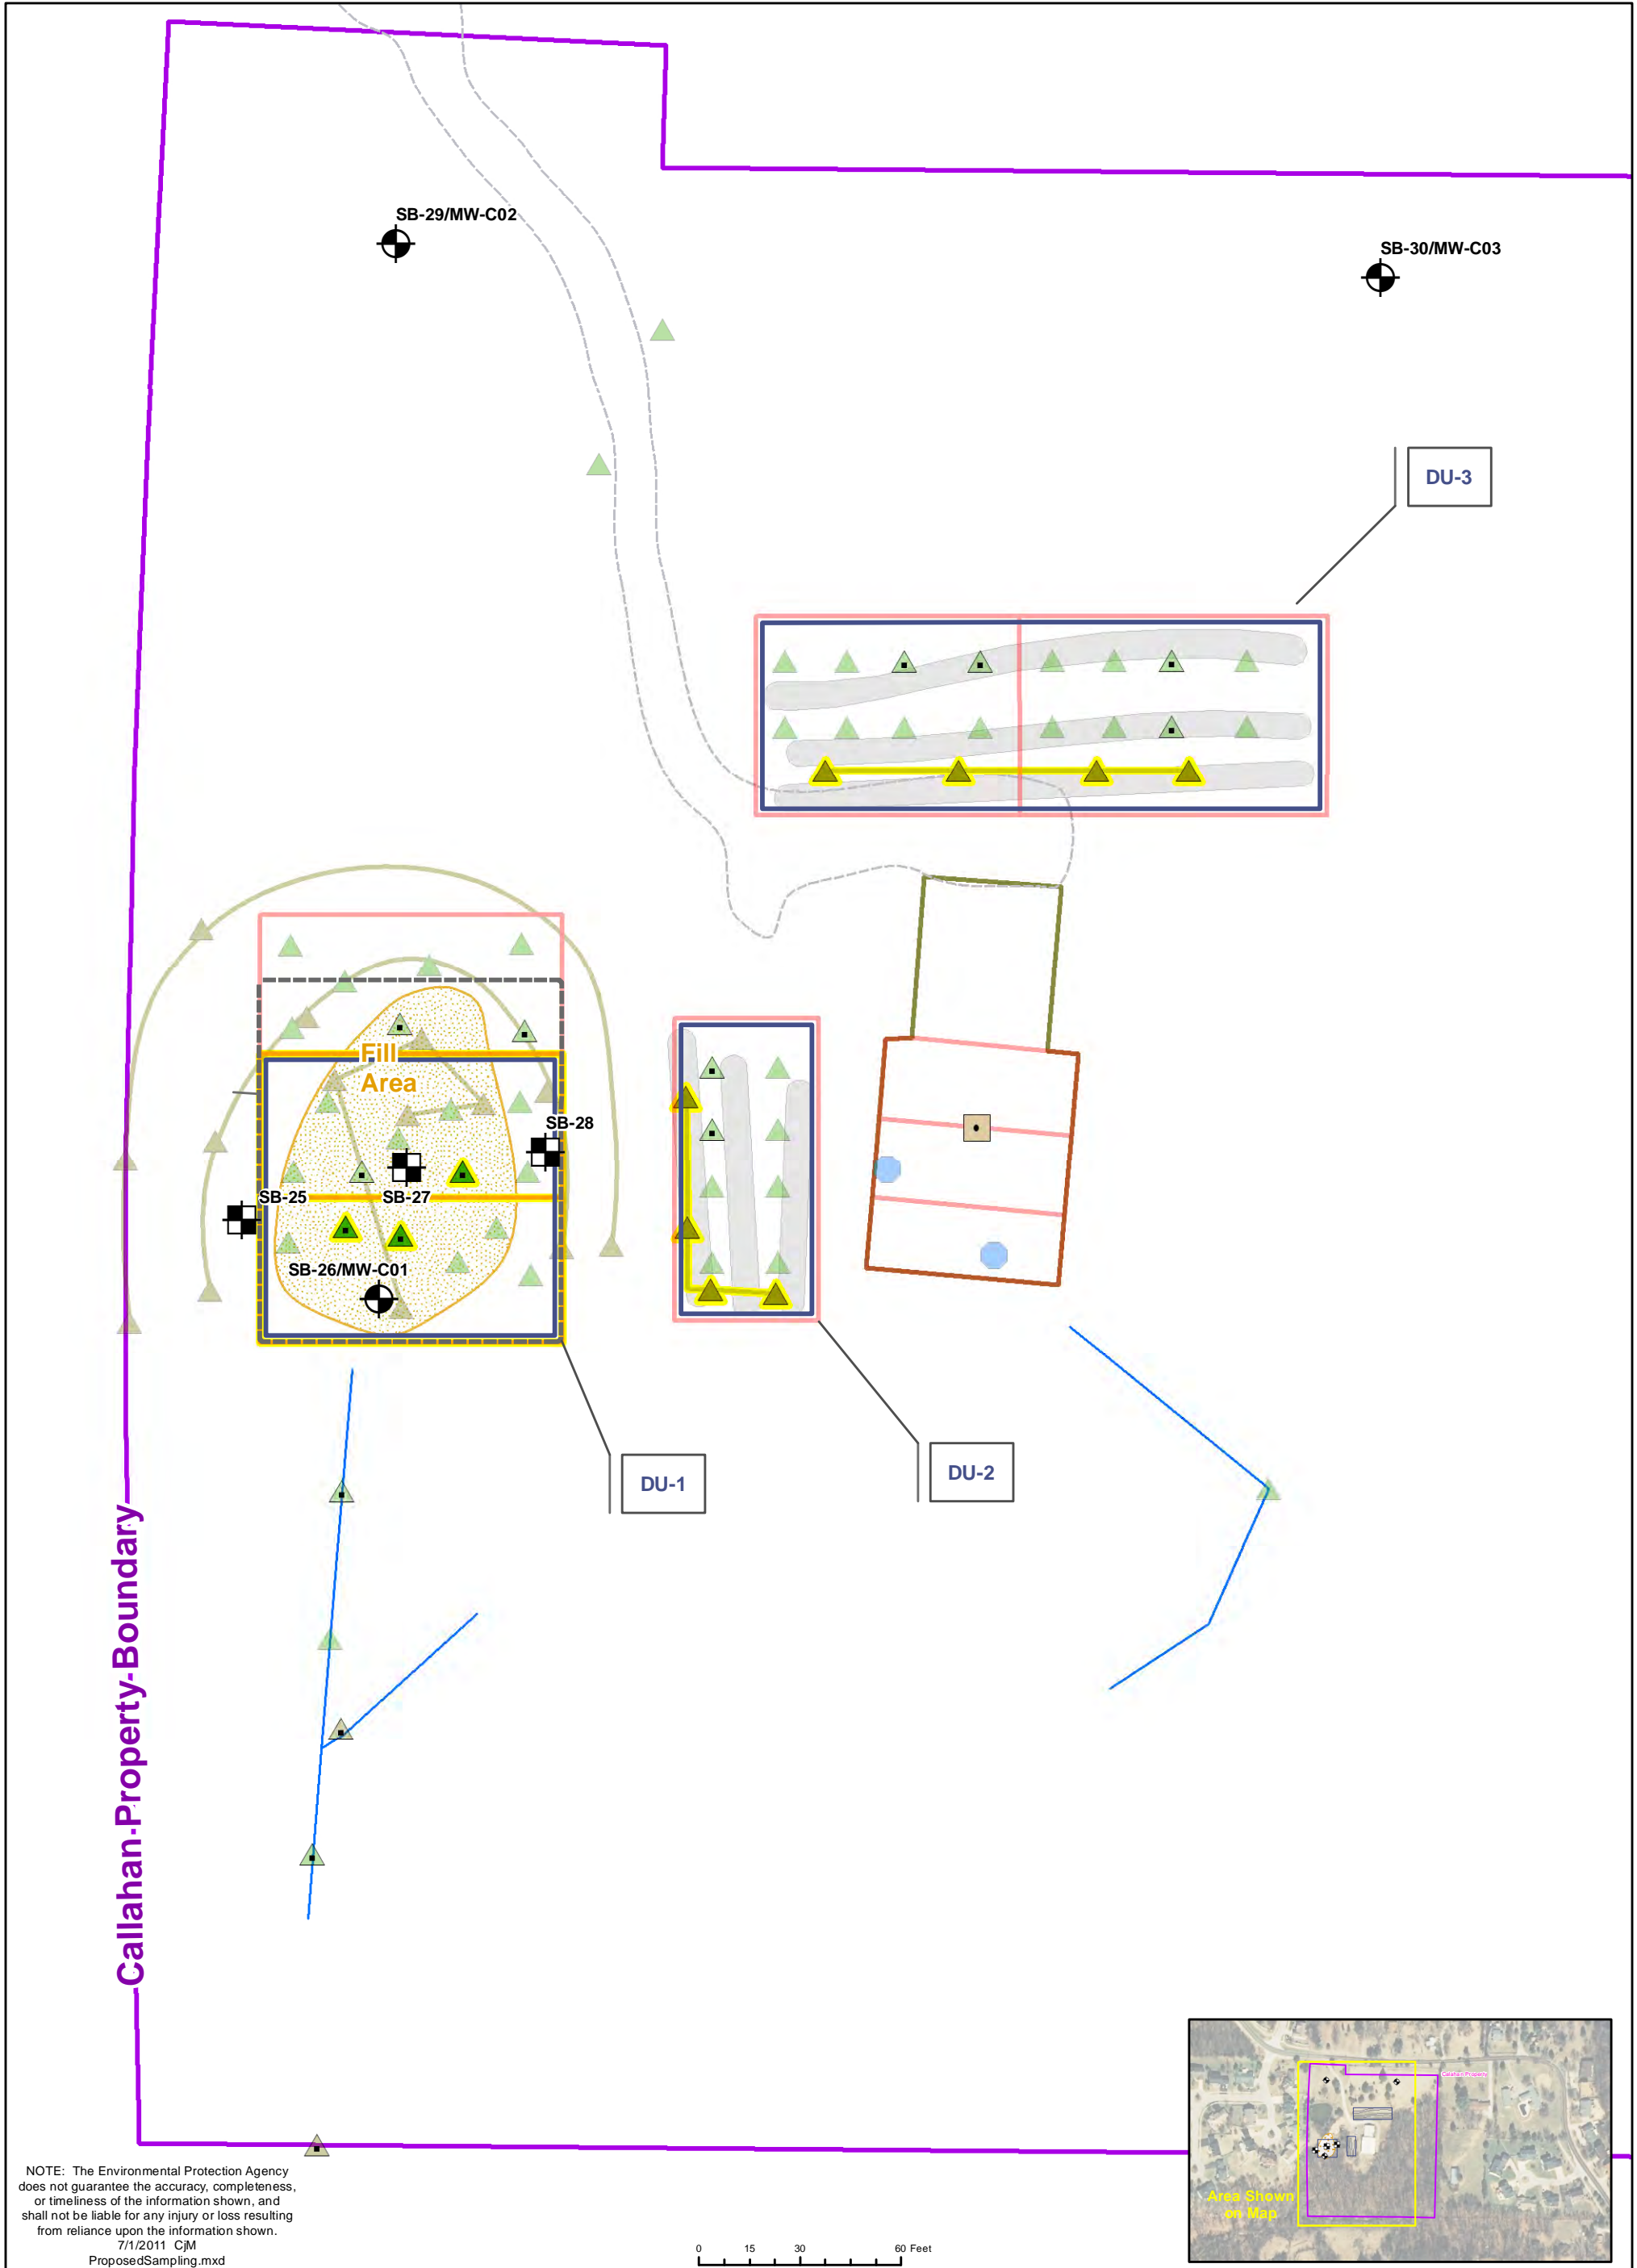 SB-29/MW-C02
SB-30/MW-C03
DU-3
Fill
Area
SB-28
SB-25
SB-27
SB-26/MW-C01
DU-1
DU-2
Callahan-Property-Boundary
Area Shown
on Map
NOTE: The Environmental Protection Agency
does not guarantee the accuracy, completeness,
or timeliness of the information shown, and
shall not be liable for any injury or loss resulting
from reliance upon the information shown.
7/1/2011 CjM
ProposedSampling.mxd
0 15 30 60 Feet